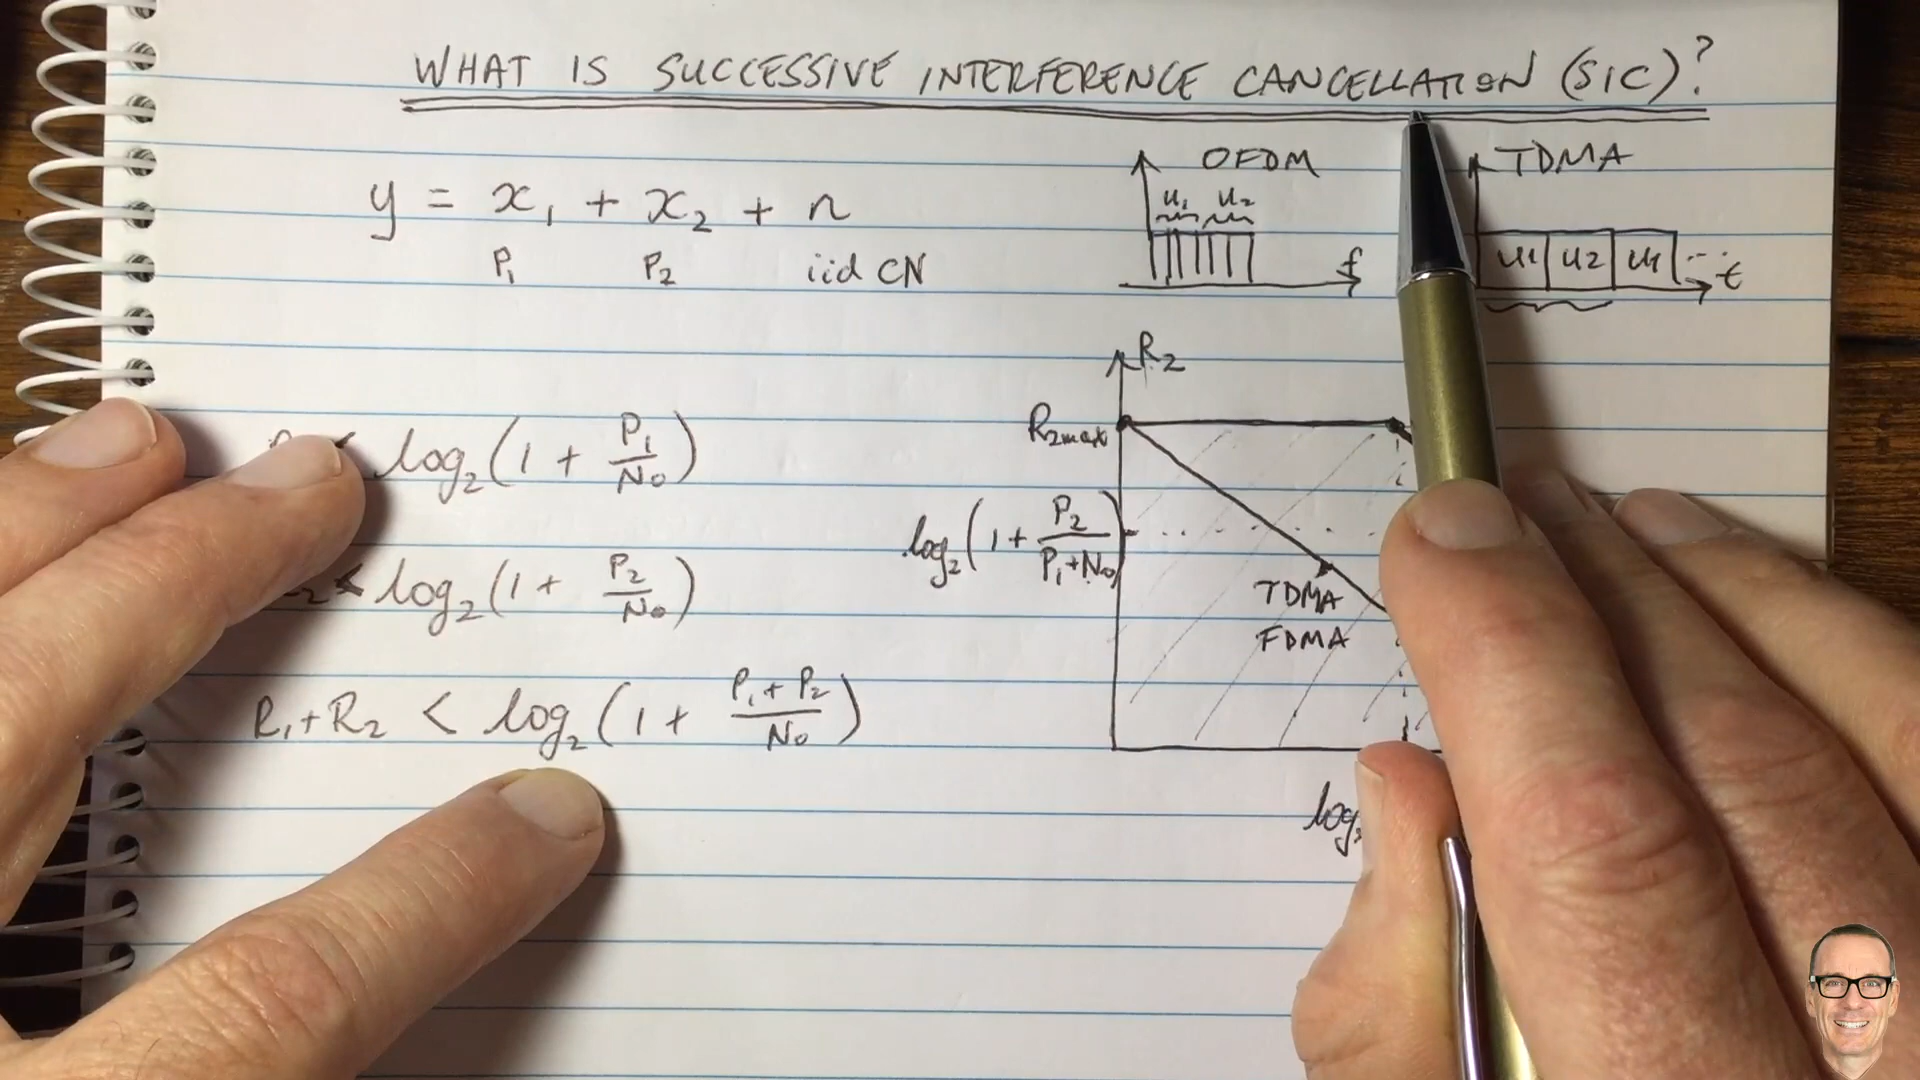 WHAT IS SUCCESSIVE INTERFERENCE CANCELLATION (SIC)?
y = x₁ + x₂ + n
P₁ P₂ iid CN
OFDM
u₁ u₂
f
TDMA
u1 u2 u1 ...
t
< log₂(1 + P₁/N₀)
₂ < log₂(1 + P₂/N₀)
R₁+R₂ < log₂(1 + (P₁+P₂)/N₀)
R₂
R₂max
log₂(1 + P₂/(P₁+N₀))
TDMA
FDMA
log₂